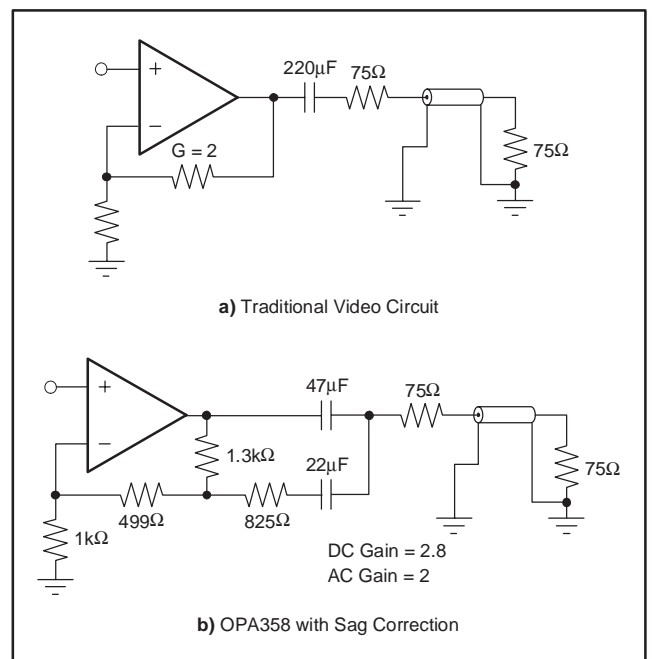 220μF
75Ω
+
−
G = 2
75Ω
a) Traditional Video Circuit
47μF
75Ω
+
−
1.3kΩ
22μF
75Ω
499Ω
825Ω
1kΩ
DC Gain = 2.8
AC Gain = 2
b) OPA358 with Sag Correction